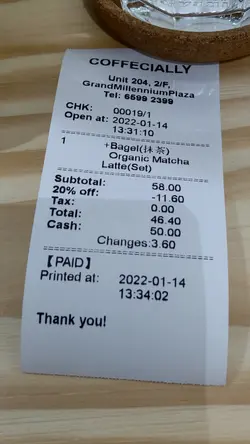 COFFECIALLY
Unit 204, 2/F,
GrandMillenniumPlaza
Tel: 6599 2399
CHK: 00019/1
Open at: 2022-01-14
13:31:10
1 +Bagel(抹茶)
Organic Matcha
Latte(Set)
Subtotal: 58.00
20% off: -11.60
Tax: 0.00
Total: 46.40
Cash: 50.00
Changes:3.60
【PAID】
Printed at: 2022-01-14
13:34:02
Thank you!